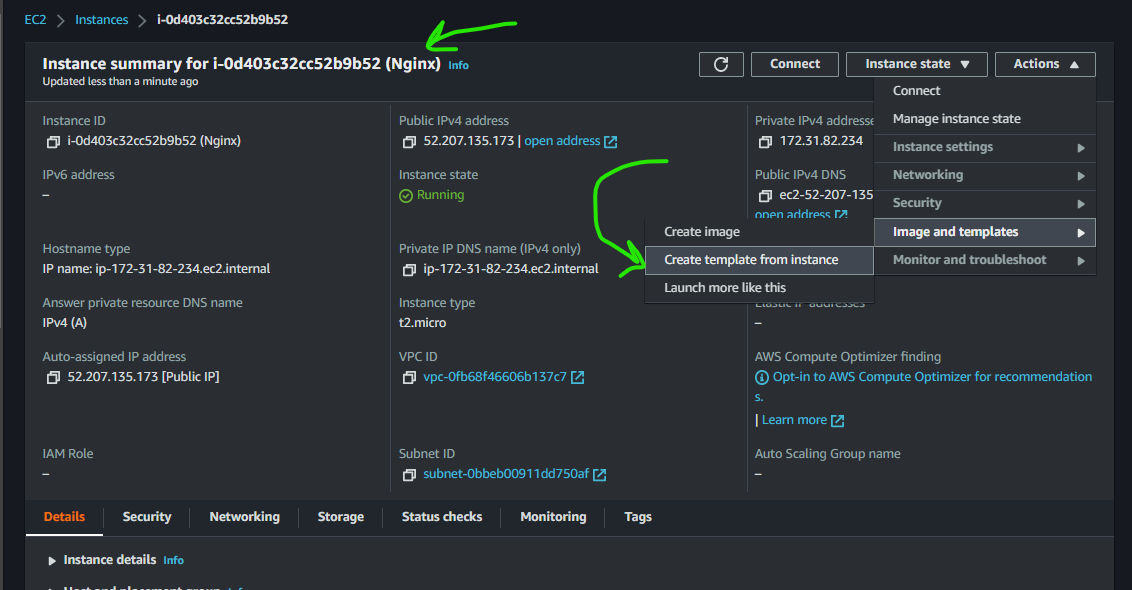 EC2 > Instances > i-0d403c32cc52b9b52
Instance summary for i-0d403c32cc52b9b52 (Nginx) Info
Updated less than a minute ago
Connect
Instance state
Actions
Connect
Manage instance state
Instance settings
Networking
Security
Image and templates
Monitor and troubleshoot
Create image
Create template from instance
Launch more like this
Instance ID
i-0d403c32cc52b9b52 (Nginx)
Public IPv4 address
52.207.135.173 | open address
Private IPv4 addresse
172.31.82.234
IPv6 address
–
Instance state
Running
Public IPv4 DNS
ec2-52-207-135
open address
Hostname type
IP name: ip-172-31-82-234.ec2.internal
Private IP DNS name (IPv4 only)
ip-172-31-82-234.ec2.internal
Answer private resource DNS name
IPv4 (A)
Instance type
t2.micro
Elastic IP addresses
–
Auto-assigned IP address
52.207.135.173 [Public IP]
VPC ID
vpc-0fb68f46606b137c7
AWS Compute Optimizer finding
Opt-in to AWS Compute Optimizer for recommendation
s.
| Learn more
IAM Role
–
Subnet ID
subnet-0bbeb00911dd750af
Auto Scaling Group name
–
Details
Security
Networking
Storage
Status checks
Monitoring
Tags
Instance details Info
Host and placement group Info